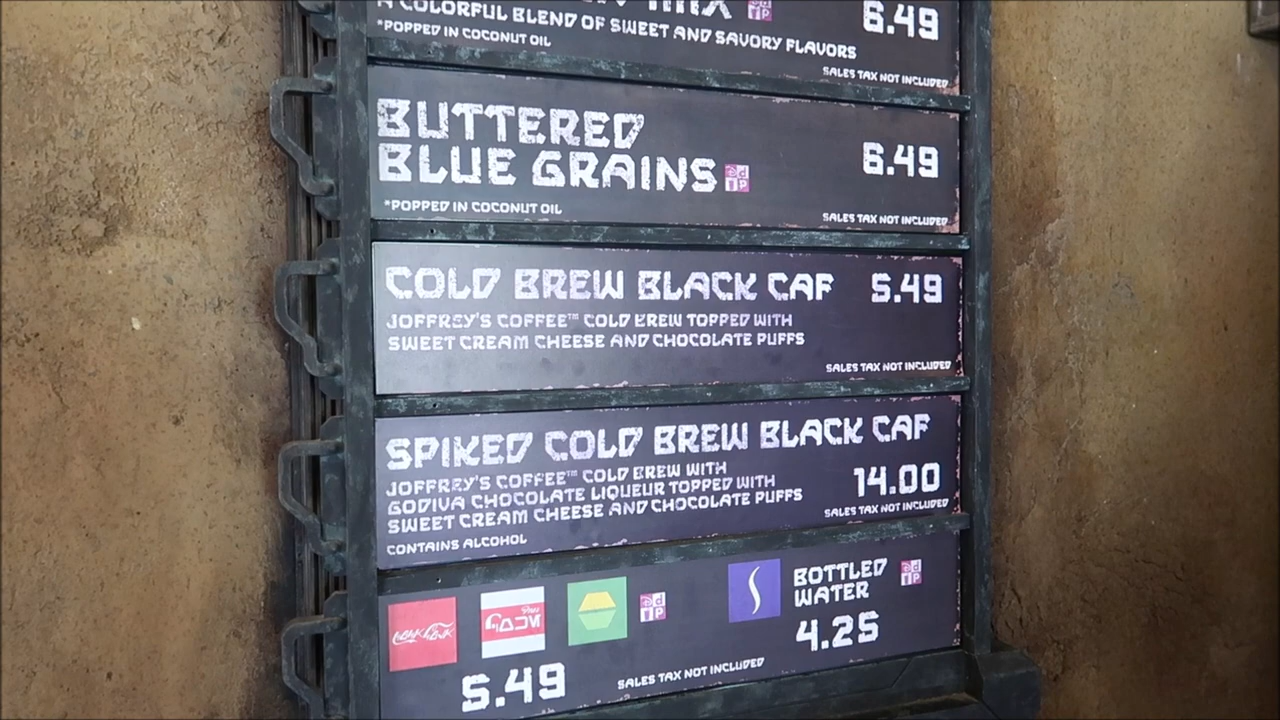 MIX
6.49
A COLORFUL BLEND OF SWEET AND SAVORY FLAVORS
*POPPED IN COCONUT OIL
SALES TAX NOT INCLUDED
BUTTERED
BLUE GRAINS
6.49
*POPPED IN COCONUT OIL
SALES TAX NOT INCLUDED
COLD BREW BLACK CAF 5.49
JOFFREY'S COFFEE™ COLD BREW TOPPED WITH
SWEET CREAM CHEESE AND CHOCOLATE PUFFS
SALES TAX NOT INCLUDED
SPIKED COLD BREW BLACK CAF
JOFFREY'S COFFEE™ COLD BREW WITH
GODIVA CHOCOLATE LIQUEUR TOPPED WITH
SWEET CREAM CHEESE AND CHOCOLATE PUFFS
14.00
SALES TAX NOT INCLUDED
CONTAINS ALCOHOL
5.49
SALES TAX NOT INCLUDED
BOTTLED
WATER
4.25